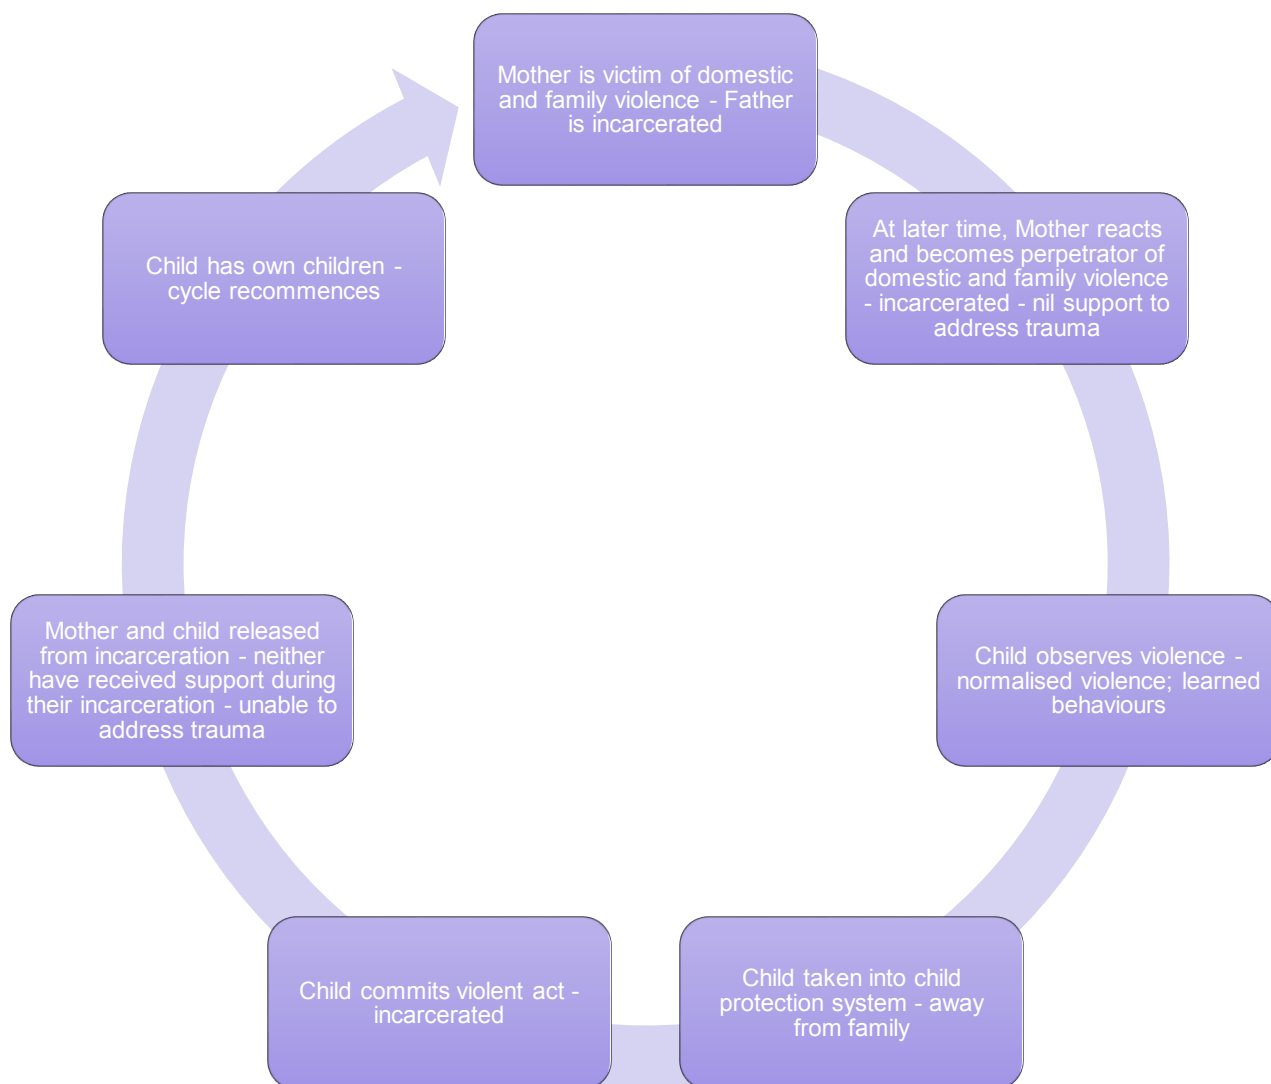 Mother is victim of domestic
and family violence - Father
is incarcerated
At later time, Mother reacts
and becomes perpetrator of
domestic and family violence
- incarcerated - nil support to
address trauma
Child observes violence -
normalised violence; learned
behaviours
Child taken into child
protection system - away
from family
Child commits violent act -
incarcerated
Mother and child released
from incarceration - neither
have received support during
their incarceration - unable to
address trauma
Child has own children -
cycle recommences